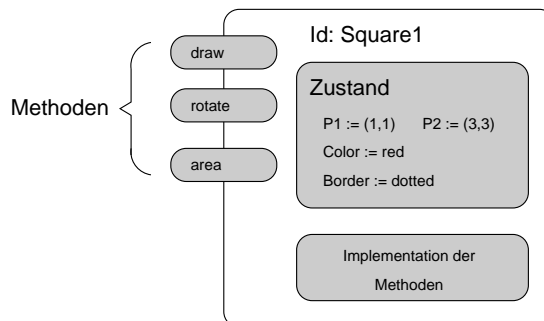 Id: Square1
draw
Zustand
rotate
Methoden
P1 := (1,1) P2 := (3,3)
Color := red
area
Border := dotted
Implementation der
Methoden